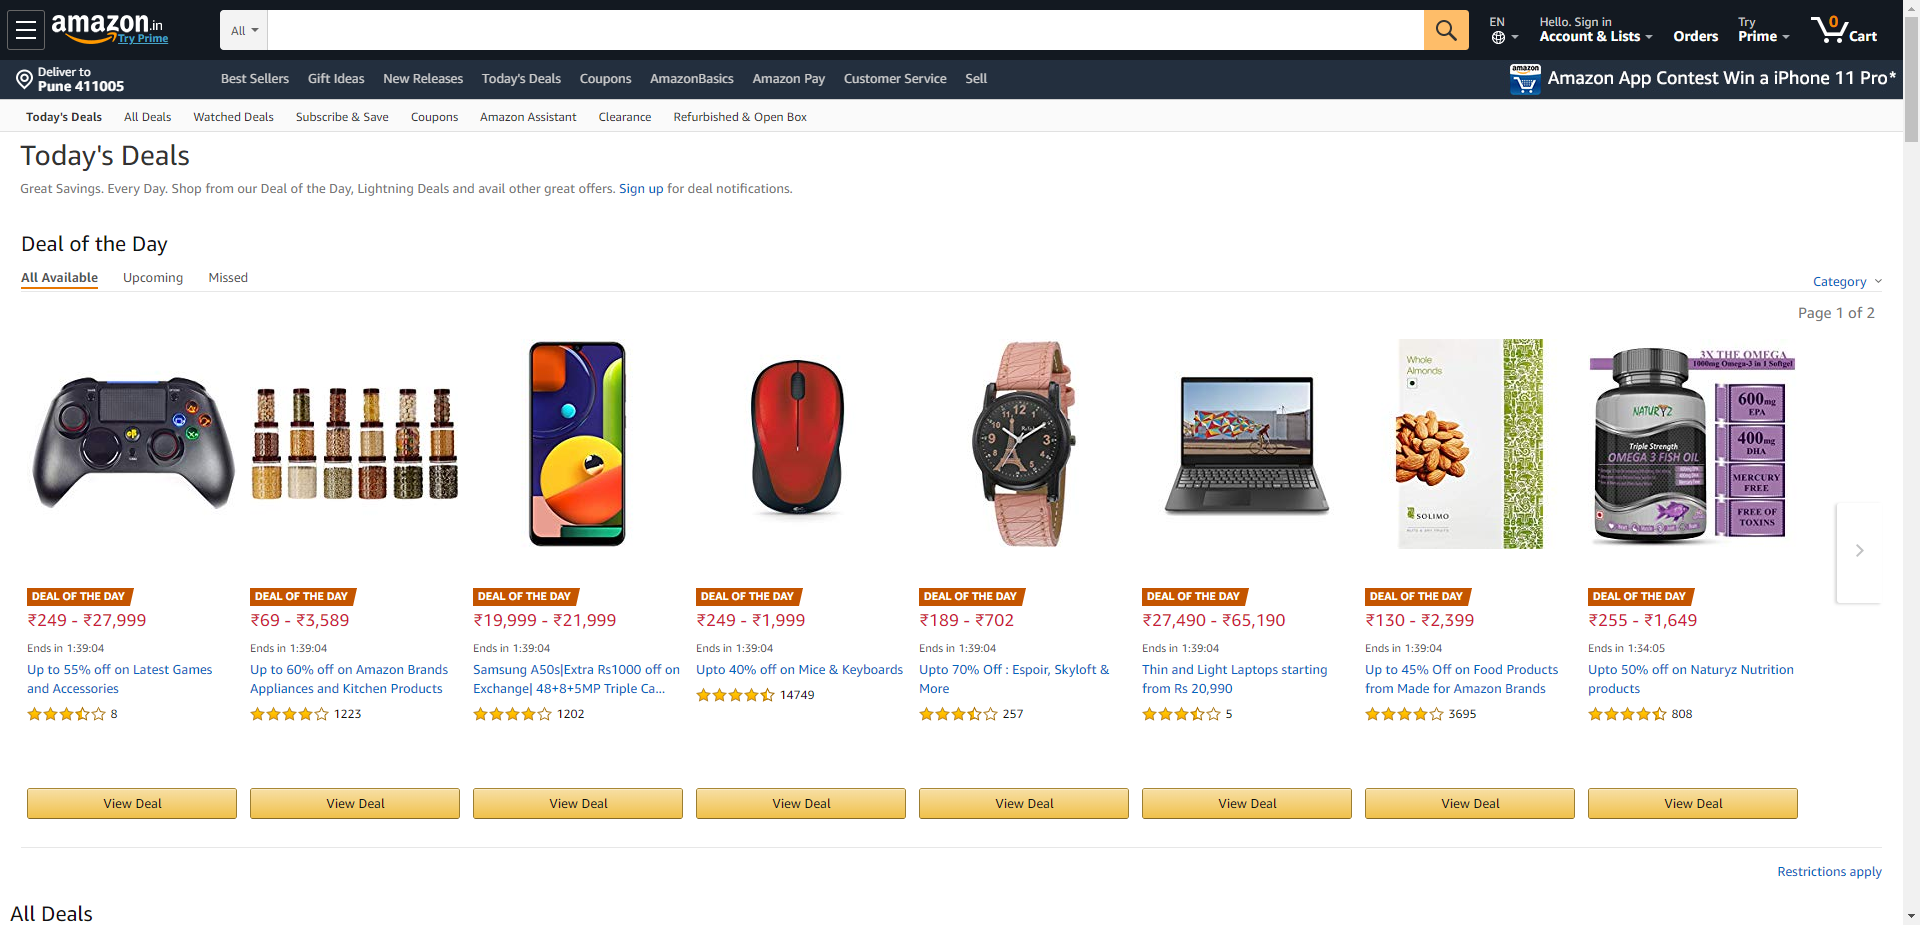 amazon.in
Try Prime
All
EN
Hello. Sign in
Account & Lists
Orders
Try
Prime
0
Cart
Deliver to
Pune 411005
Best Sellers Gift Ideas New Releases Today's Deals Coupons AmazonBasics Amazon Pay Customer Service Sell
amazon
Amazon App Contest Win a iPhone 11 Pro*
Today's Deals All Deals Watched Deals Subscribe & Save Coupons Amazon Assistant Clearance Refurbished & Open Box
Today's Deals
Great Savings. Every Day. Shop from our Deal of the Day, Lightning Deals and avail other great offers. Sign up for deal notifications.
Deal of the Day
All Available Upcoming Missed
Category
Page 1 of 2
Whole
Almonds
SOLIMO
3X THE OMEGA
1000mg Omega-3 in 1 Softgel
NATURYZ
Triple Strength
OMEGA 3 FISH OIL
600mg
EPA
400mg
DHA
MERCURY
FREE
FREE OF
TOXINS
DEAL OF THE DAY
₹249 - ₹27,999
Ends in 1:39:04
Up to 55% off on Latest Games
and Accessories
8
View Deal
DEAL OF THE DAY
₹69 - ₹3,589
Ends in 1:39:04
Up to 60% off on Amazon Brands
Appliances and Kitchen Products
1223
View Deal
DEAL OF THE DAY
₹19,999 - ₹21,999
Ends in 1:39:04
Samsung A50s|Extra Rs1000 off on
Exchange| 48+8+5MP Triple Ca...
1202
View Deal
DEAL OF THE DAY
₹249 - ₹1,999
Ends in 1:39:04
Upto 40% off on Mice & Keyboards
14749
View Deal
DEAL OF THE DAY
₹189 - ₹702
Ends in 1:39:04
Upto 70% Off : Espoir, Skyloft &
More
257
View Deal
DEAL OF THE DAY
₹27,490 - ₹65,190
Ends in 1:39:04
Thin and Light Laptops starting
from Rs 20,990
5
View Deal
DEAL OF THE DAY
₹130 - ₹2,399
Ends in 1:39:04
Up to 45% Off on Food Products
from Made for Amazon Brands
3695
View Deal
DEAL OF THE DAY
₹255 - ₹1,649
Ends in 1:34:05
Upto 50% off on Naturyz Nutrition
products
808
View Deal
Restrictions apply
All Deals